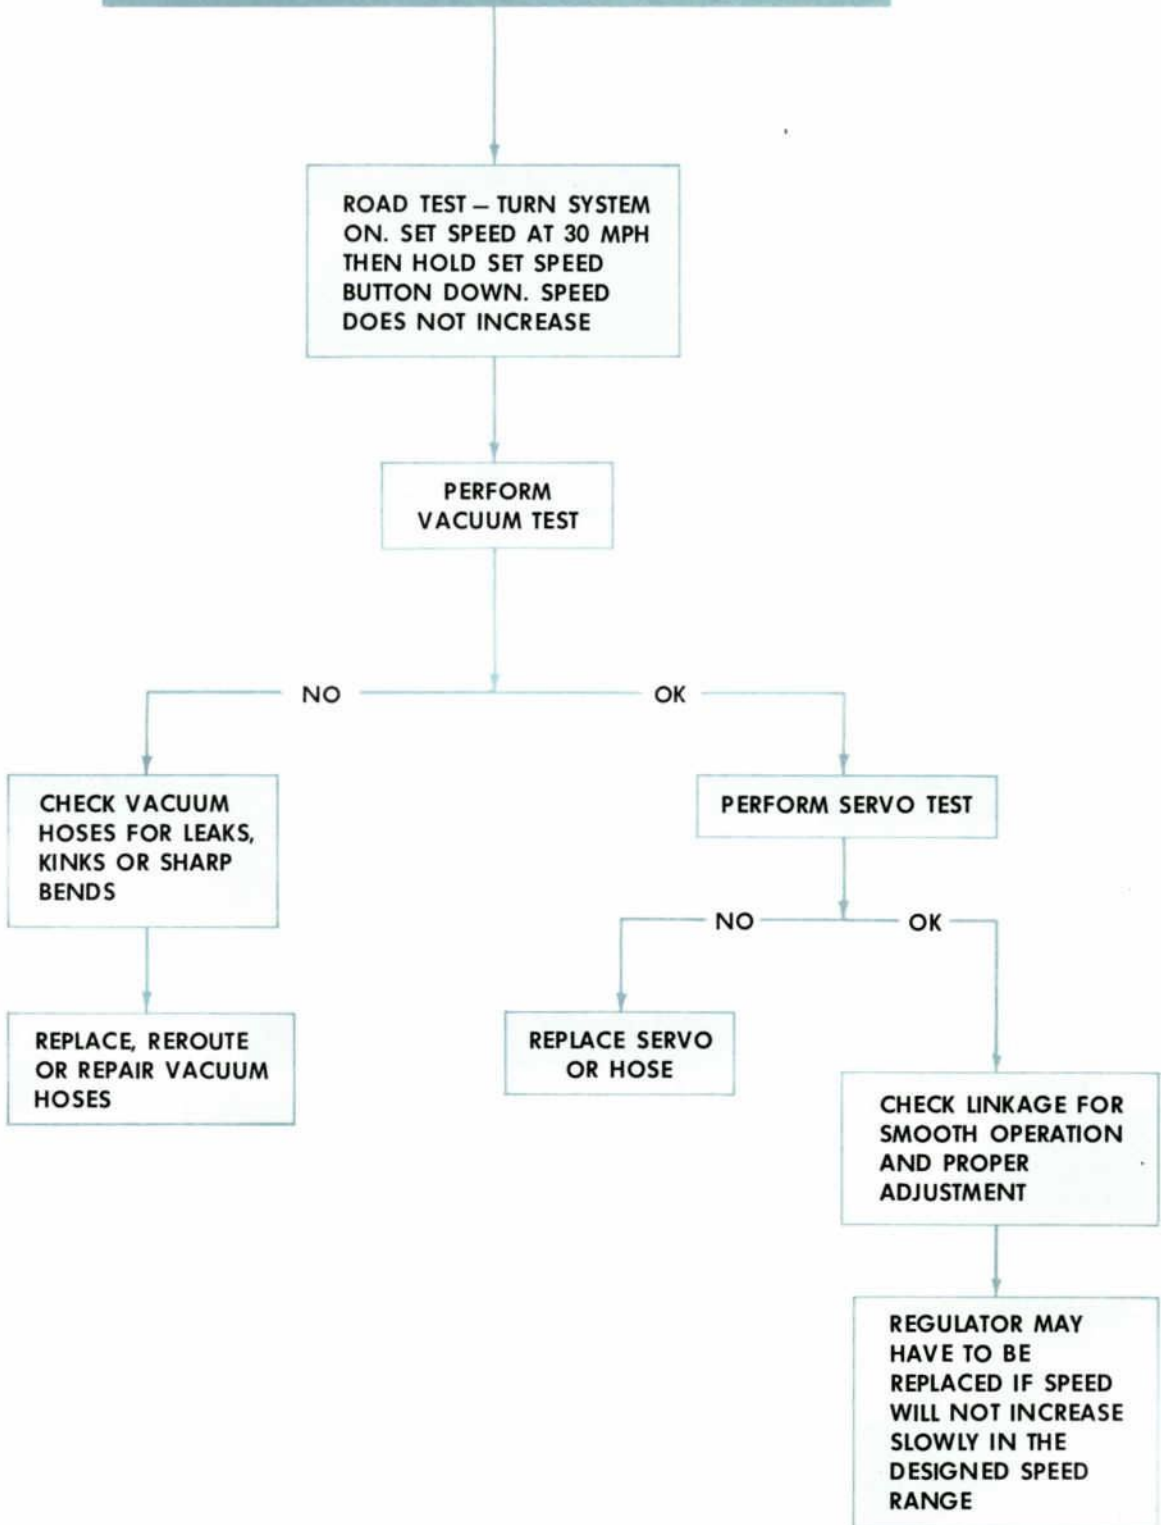 ROAD TEST – TURN SYSTEM
ON. SET SPEED AT 30 MPH
THEN HOLD SET SPEED
BUTTON DOWN. SPEED
DOES NOT INCREASE
PERFORM
VACUUM TEST
NO
OK
CHECK VACUUM
HOSES FOR LEAKS,
KINKS OR SHARP
BENDS
PERFORM SERVO TEST
NO
OK
REPLACE, REROUTE
OR REPAIR VACUUM
HOSES
REPLACE SERVO
OR HOSE
CHECK LINKAGE FOR
SMOOTH OPERATION
AND PROPER
ADJUSTMENT
REGULATOR MAY
HAVE TO BE
REPLACED IF SPEED
WILL NOT INCREASE
SLOWLY IN THE
DESIGNED SPEED
RANGE